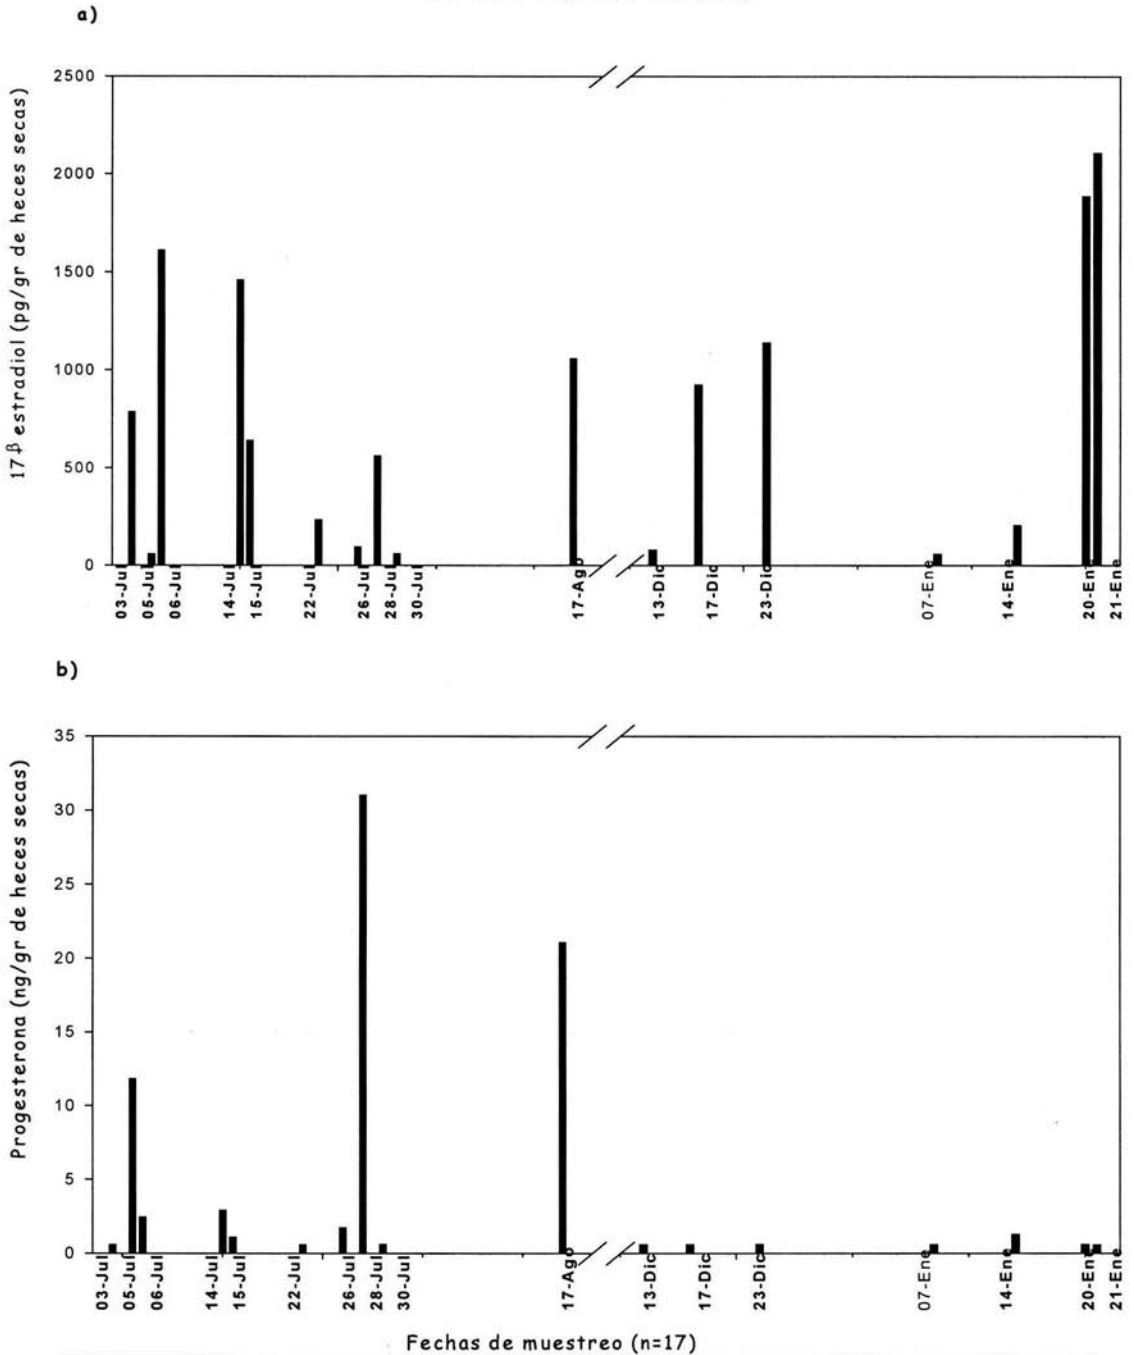 a)
2500
2000
1500
1000
500
0
17β estradiol (pg/gr de heces secas)
03-Jul
05-Jul
06-Jul
14-Jul
15-Jul
22-Jul
26-Jul
28-Jul
30-Jul
17-Ago
13-Dic
17-Dic
23-Dic
07-Ene
14-Ene
20-Ene
21-Ene
b)
35
30
25
20
15
10
5
0
Progesterona (ng/gr de heces secas)
03-Jul
05-Jul
06-Jul
14-Jul
15-Jul
22-Jul
26-Jul
28-Jul
30-Jul
17-Ago
13-Dic
17-Dic
23-Dic
07-Ene
14-Ene
20-Ene
21-Ene
Fechas de muestreo (n=17)